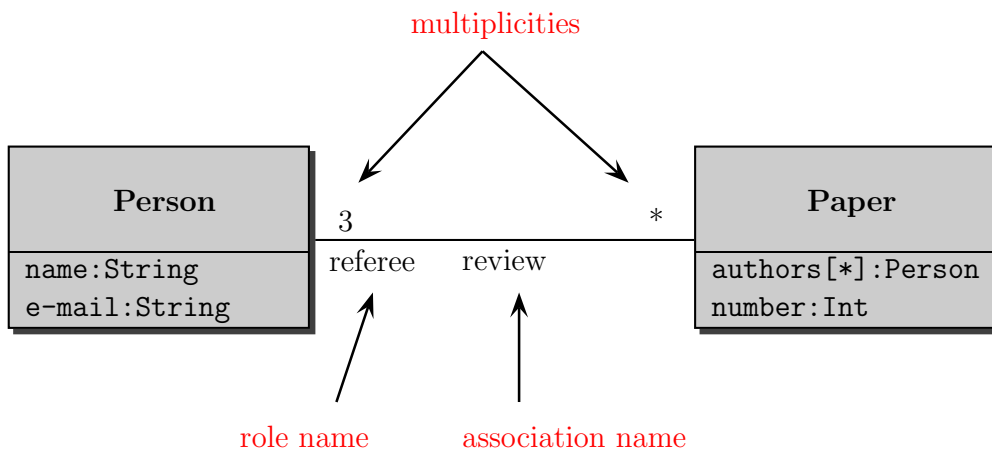 multiplicities
Person
Paper
3
*
referee
review
name:String
e-mail:String
authors[*]:Person
number:Int
role name
association name